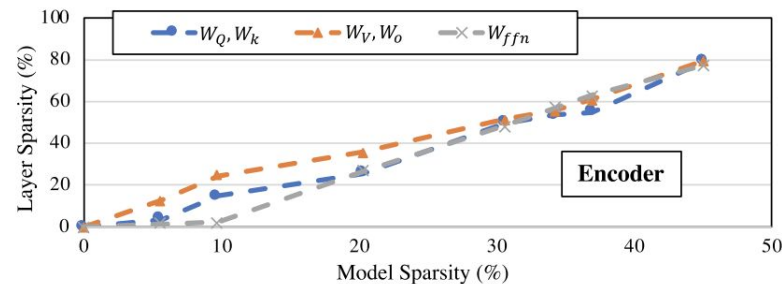 100
80
60
40
20
0
Layer Sparsity (%)
W_Q, W_k W_V, W_o W_ffn
Encoder
0 10 20 30 40 50
Model Sparsity (%)